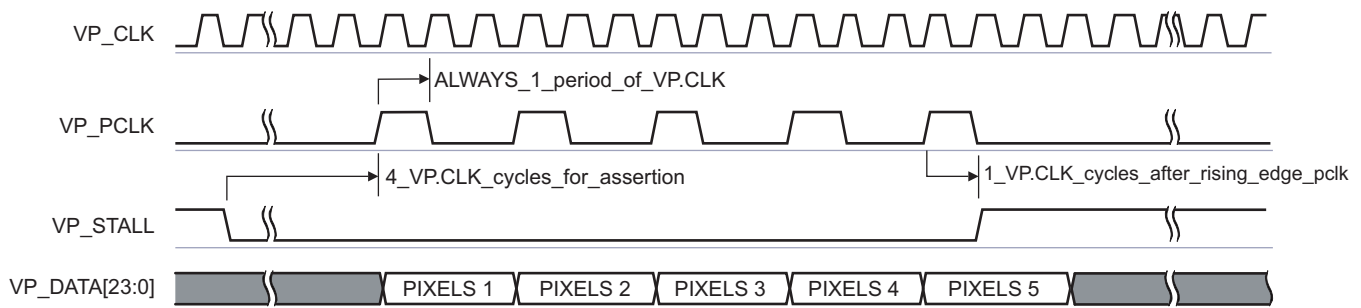 VP_CLK
ALWAYS_1_period_of_VP.CLK
VP_PCLK
4_VP.CLK_cycles_for_assertion
1_VP.CLK_cycles_after_rising_edge_pclk
VP_STALL
VP_DATA[23:0]
PIXELS 1
PIXELS 2
PIXELS 3
PIXELS 4
PIXELS 5